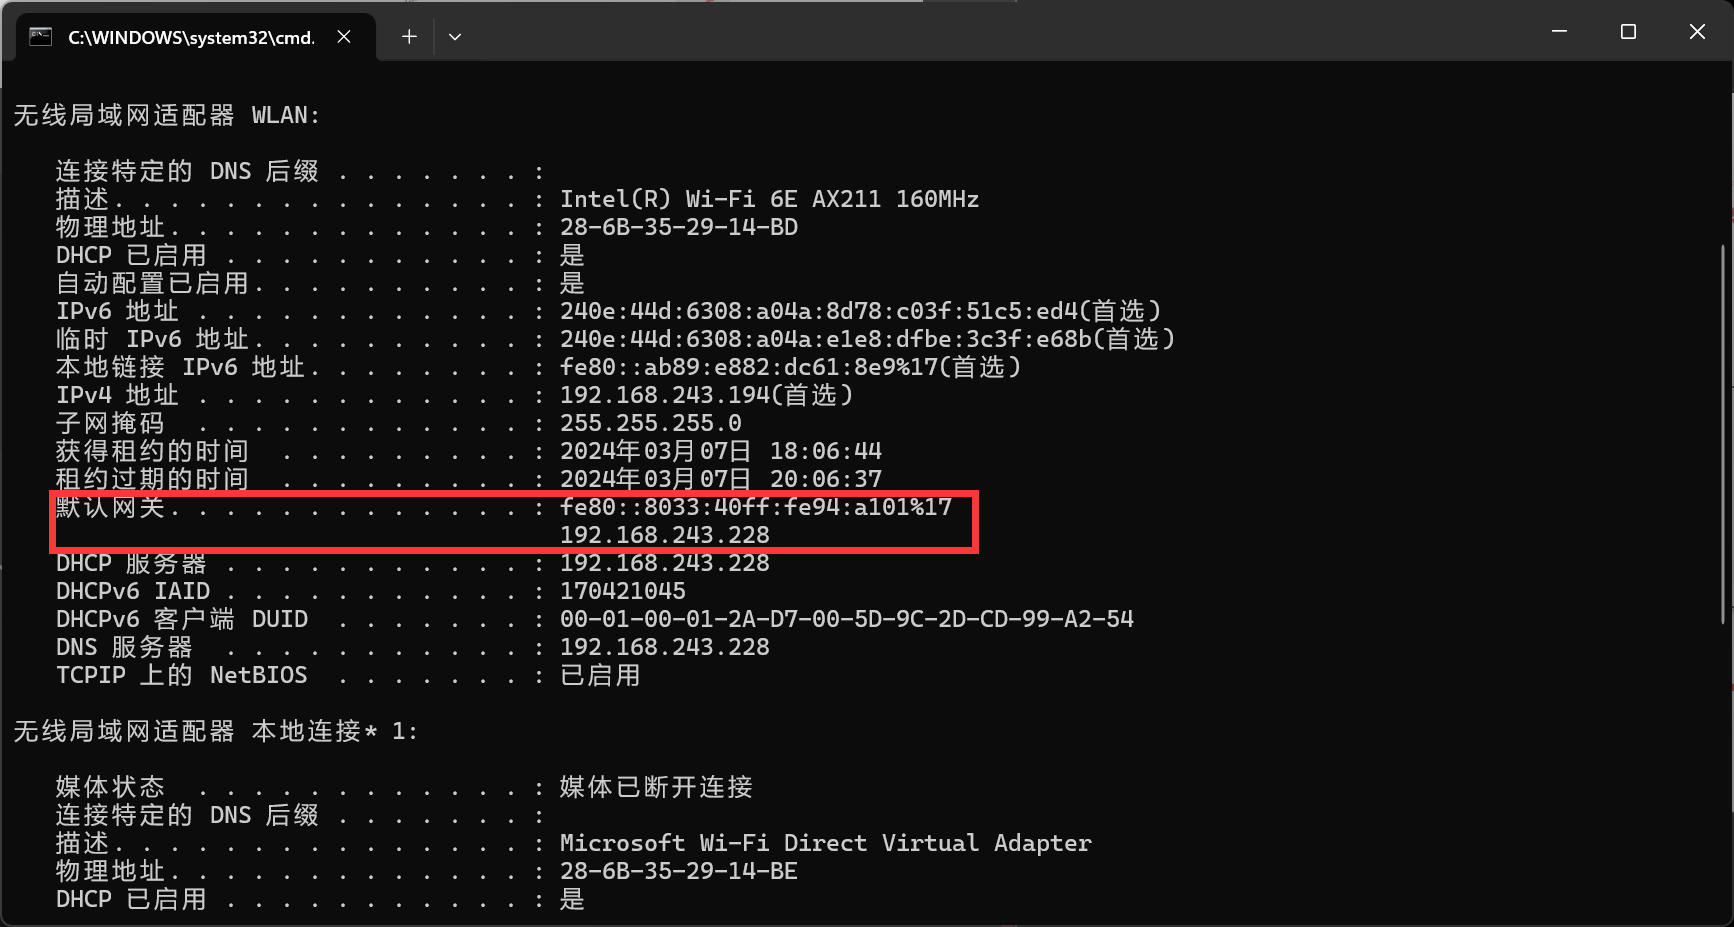 C:\WINDOWS\system32\cmd.
无线局域网适配器 WLAN:
连接特定的 DNS 后缀 . . . . . . . :
描述. . . . . . . . . . . . . . . : Intel(R) Wi-Fi 6E AX211 160MHz
物理地址. . . . . . . . . . . . . : 28-6B-35-29-14-BD
DHCP 已启用 . . . . . . . . . . . : 是
自动配置已启用. . . . . . . . . . : 是
IPv6 地址 . . . . . . . . . . . . : 240e:44d:6308:a04a:8d78:c03f:51c5:ed4(首选)
临时 IPv6 地址. . . . . . . . . . : 240e:44d:6308:a04a:e1e8:dfbe:3c3f:e68b(首选)
本地链接 IPv6 地址. . . . . . . . : fe80::ab89:e882:dc61:8e9%17(首选)
IPv4 地址 . . . . . . . . . . . . : 192.168.243.194(首选)
子网掩码  . . . . . . . . . . . . : 255.255.255.0
获得租约的时间  . . . . . . . . . : 2024年03月07日 18:06:44
租约过期的时间  . . . . . . . . . : 2024年03月07日 20:06:37
默认网关. . . . . . . . . . . . . : fe80::8033:40ff:fe94:a101%17
192.168.243.228
DHCP 服务器 . . . . . . . . . . . : 192.168.243.228
DHCPv6 IAID . . . . . . . . . . . : 170421045
DHCPv6 客户端 DUID  . . . . . . . : 00-01-00-01-2A-D7-00-5D-9C-2D-CD-99-A2-54
DNS 服务器  . . . . . . . . . . . : 192.168.243.228
TCPIP 上的 NetBIOS  . . . . . . . : 已启用
无线局域网适配器 本地连接* 1:
媒体状态  . . . . . . . . . . . . : 媒体已断开连接
连接特定的 DNS 后缀 . . . . . . . :
描述. . . . . . . . . . . . . . . : Microsoft Wi-Fi Direct Virtual Adapter
物理地址. . . . . . . . . . . . . : 28-6B-35-29-14-BE
DHCP 已启用 . . . . . . . . . . . : 是